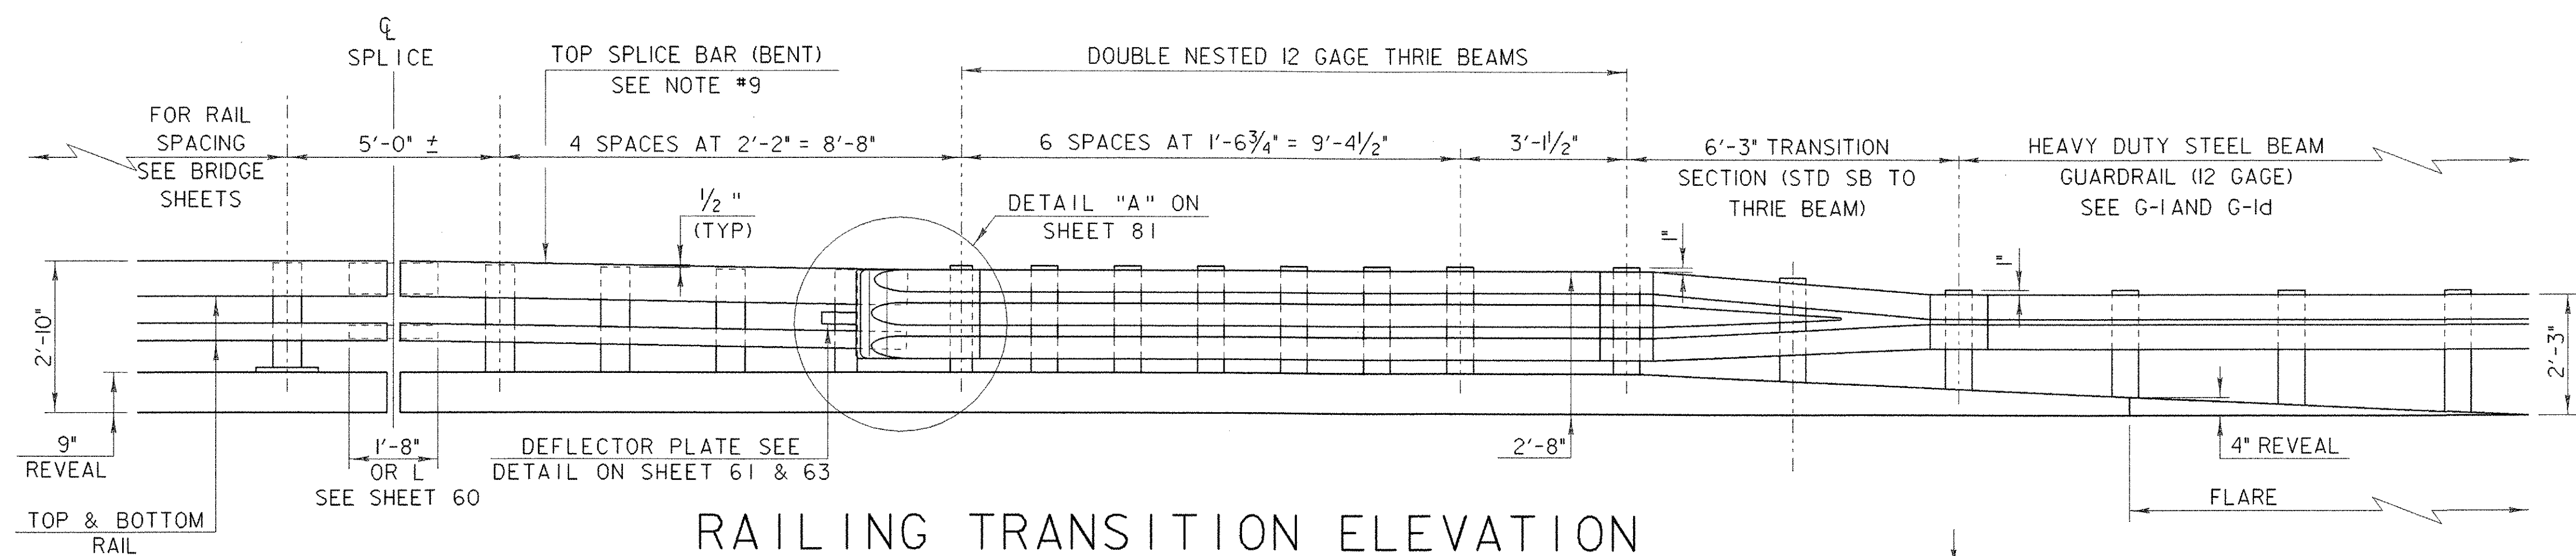 ℄
SPLICE
TOP SPLICE BAR (BENT)
SEE NOTE #9
DOUBLE NESTED 12 GAGE THRIE BEAMS
FOR RAIL
SPACING
SEE BRIDGE
SHEETS
5'-0" ±
4 SPACES AT 2'-2" = 8'-8"
6 SPACES AT 1'-6¾" = 9'-4½"
3'-1½"
6'-3" TRANSITION
SECTION (STD SB TO
THRIE BEAM)
HEAVY DUTY STEEL BEAM
GUARDRAIL (12 GAGE)
SEE G-1 AND G-1d
½"
(TYP)
DETAIL "A" ON
SHEET 81
1"
1"
2'-10"
2'-3"
9"
REVEAL
1'-8"
OR L
SEE SHEET 60
DEFLECTOR PLATE SEE
DETAIL ON SHEET 61 & 63
2'-8"
4" REVEAL
FLARE
TOP & BOTTOM
RAIL
RAILING TRANSITION ELEVATION